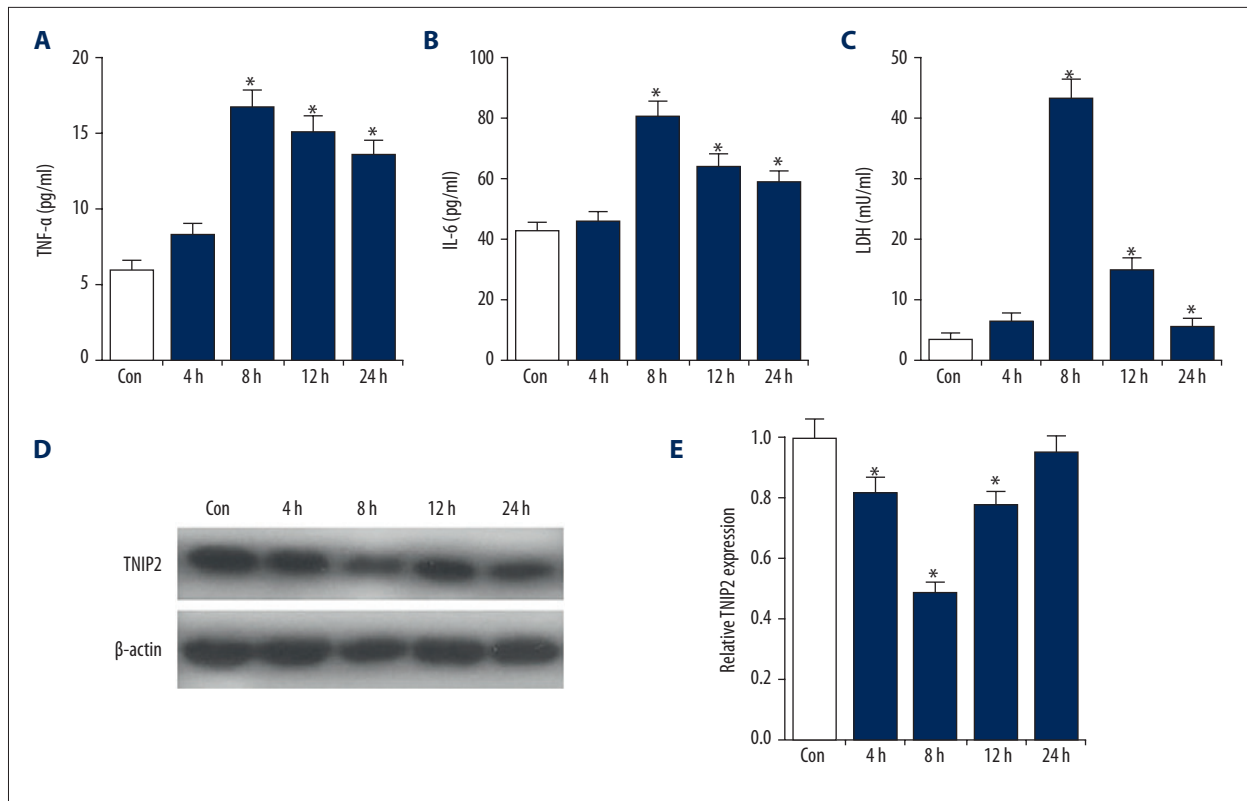 A
TNF-α (pg/ml)
20
15
10
5
0
*
*
*
Con 4 h 8 h 12 h 24 h
B
IL-6 (pg/ml)
100
80
60
40
20
0
*
*
*
Con 4 h 8 h 12 h 24 h
C
LDH (mU/ml)
50
40
30
20
10
0
*
*
*
Con 4 h 8 h 12 h 24 h
D
Con 4 h 8 h 12 h 24 h
TNIP2
β-actin
E
Relative TNIP2 expression
1.0
0.8
0.6
0.4
0.2
0.0
*
*
*
Con 4 h 8 h 12 h 24 h